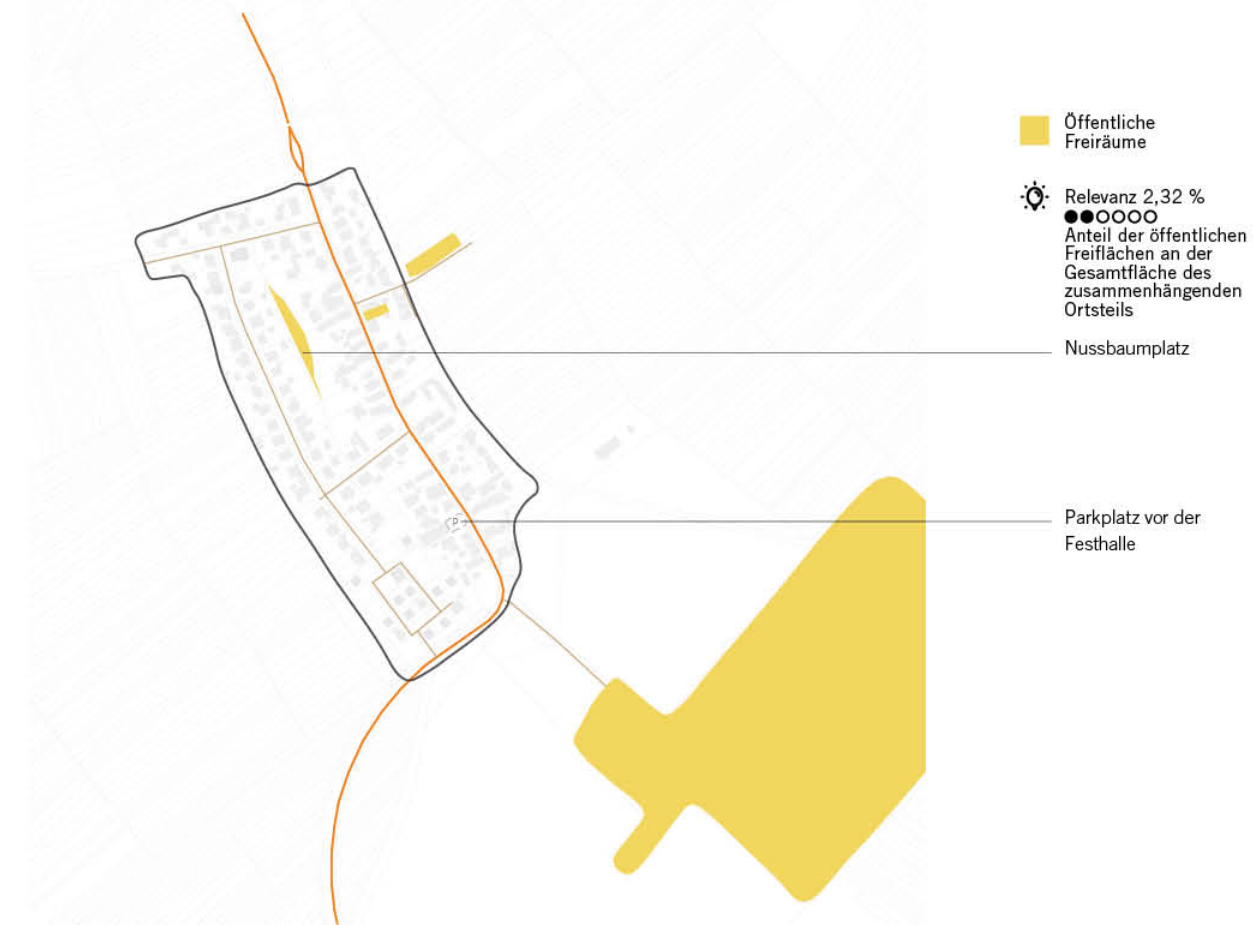 Öffentliche
Freiräume
Relevanz 2,32 %
Anteil der öffentlichen
Freiflächen an der
Gesamtfläche des
zusammenhängenden
Ortsteils
Nussbaumplatz
P
Parkplatz vor der
Festhalle